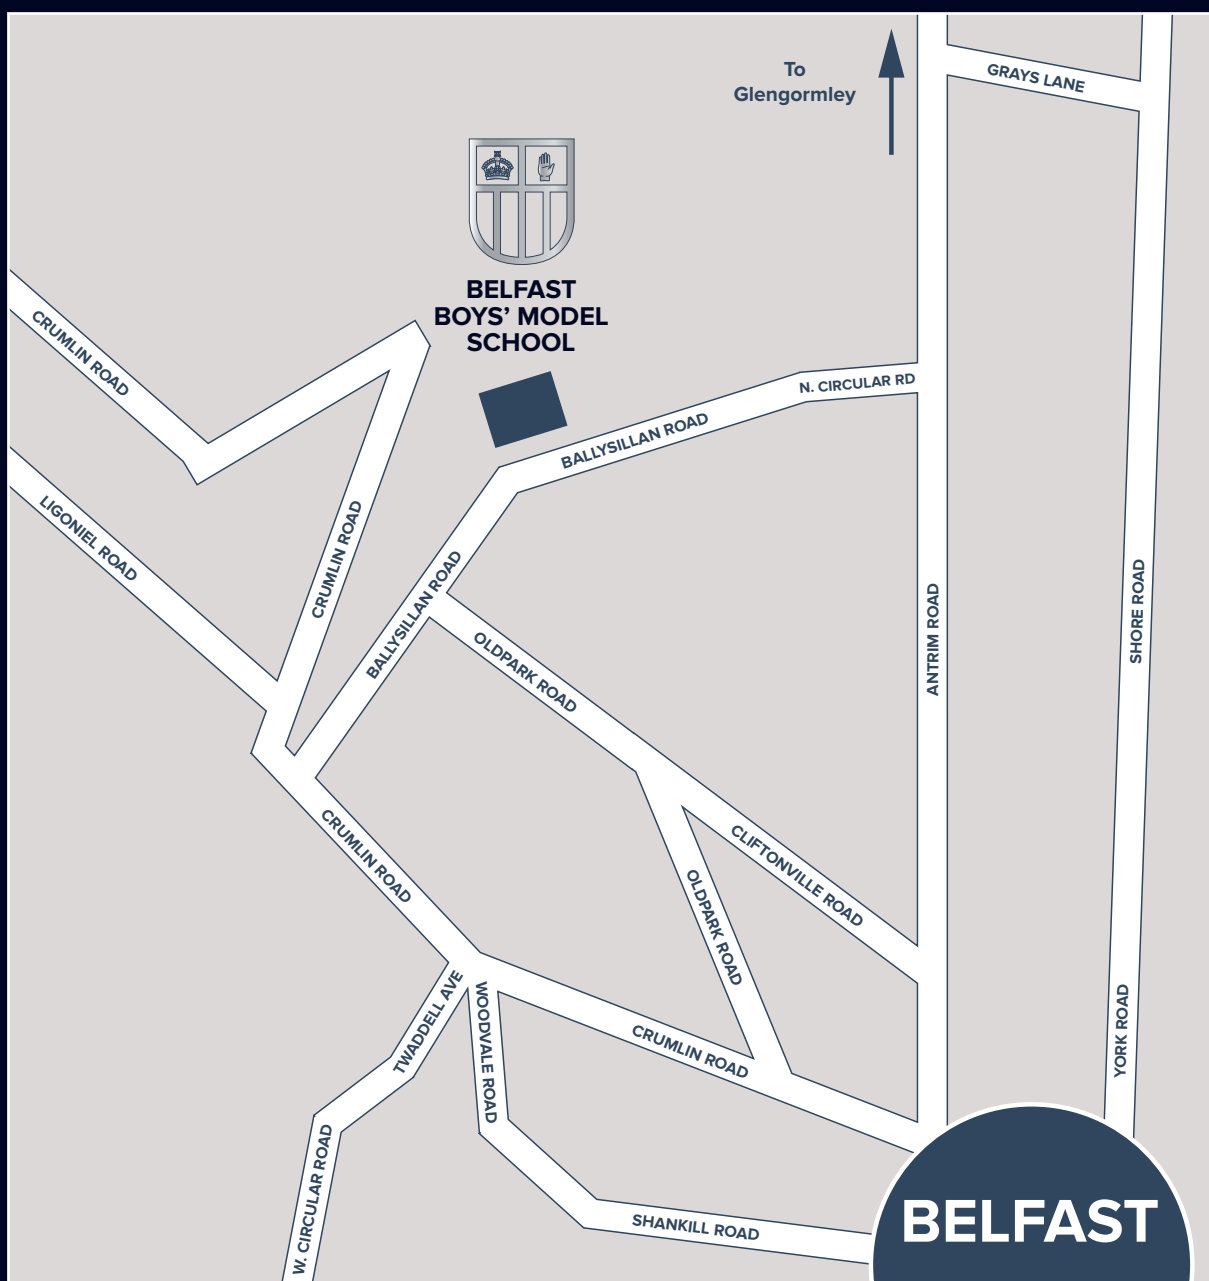 To
Glengormley
GRAYS LANE
BELFAST
BOYS’ MODEL
SCHOOL
CRUMLIN ROAD
N. CIRCULAR RD
BALLYSILLAN ROAD
LIGONIEL ROAD
CRUMLIN ROAD
BALLYSILLAN ROAD
OLDPARK ROAD
ANTRIM ROAD
SHORE ROAD
CRUMLIN ROAD
CLIFTONVILLE ROAD
OLDPARK ROAD
TWADDELL AVE
WOODVALE ROAD
CRUMLIN ROAD
YORK ROAD
W. CIRCULAR ROAD
SHANKILL ROAD
BELFAST